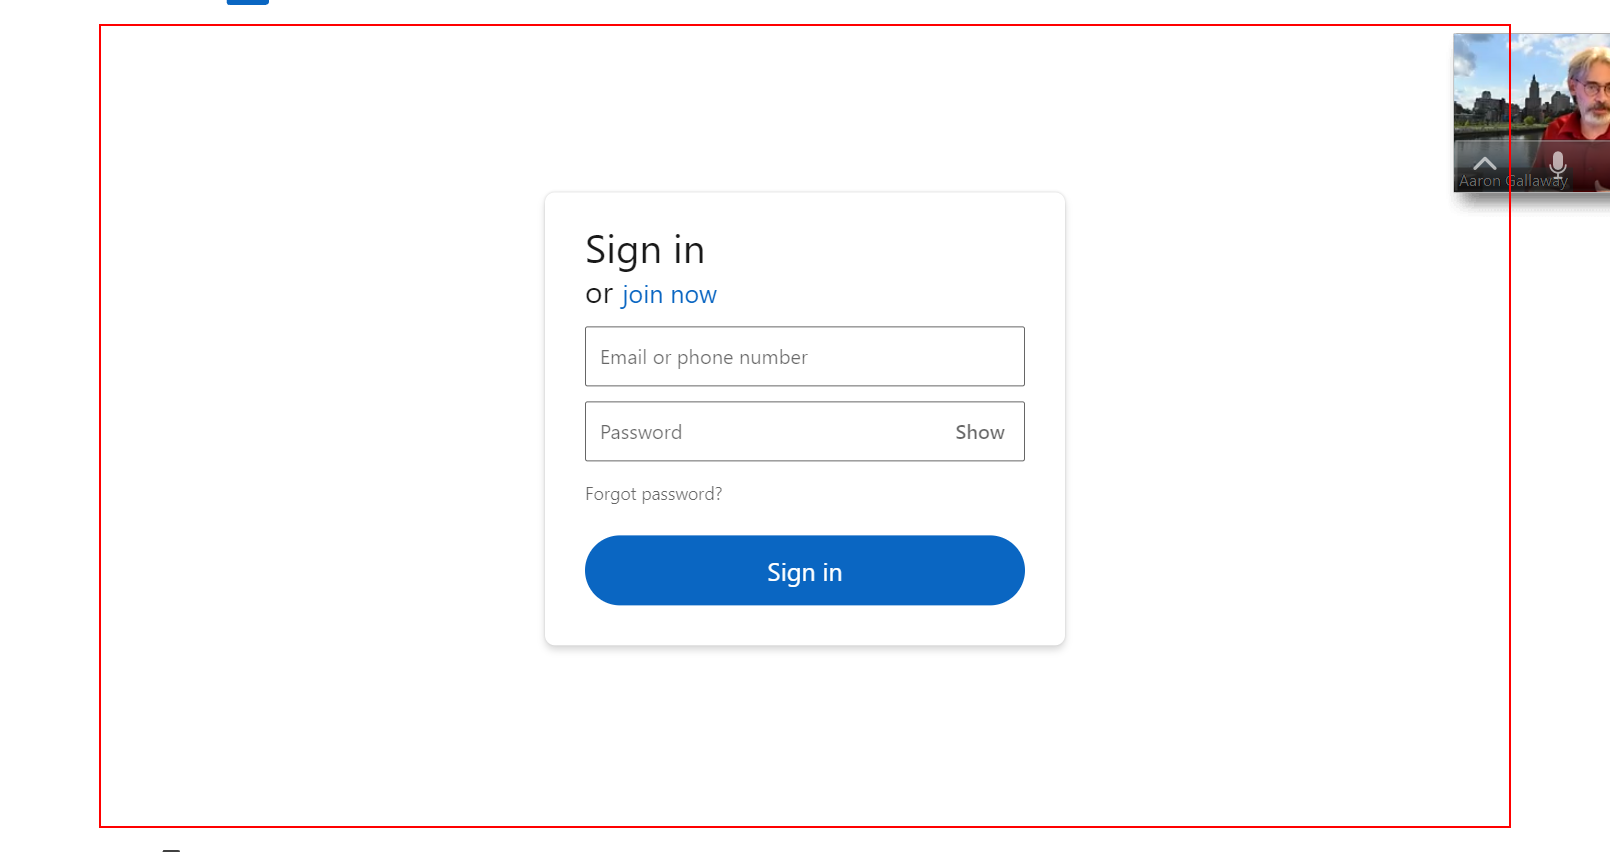 Sign in
or join now
Email or phone number
Password Show
Forgot password?
Sign in
Aaron Gallaway